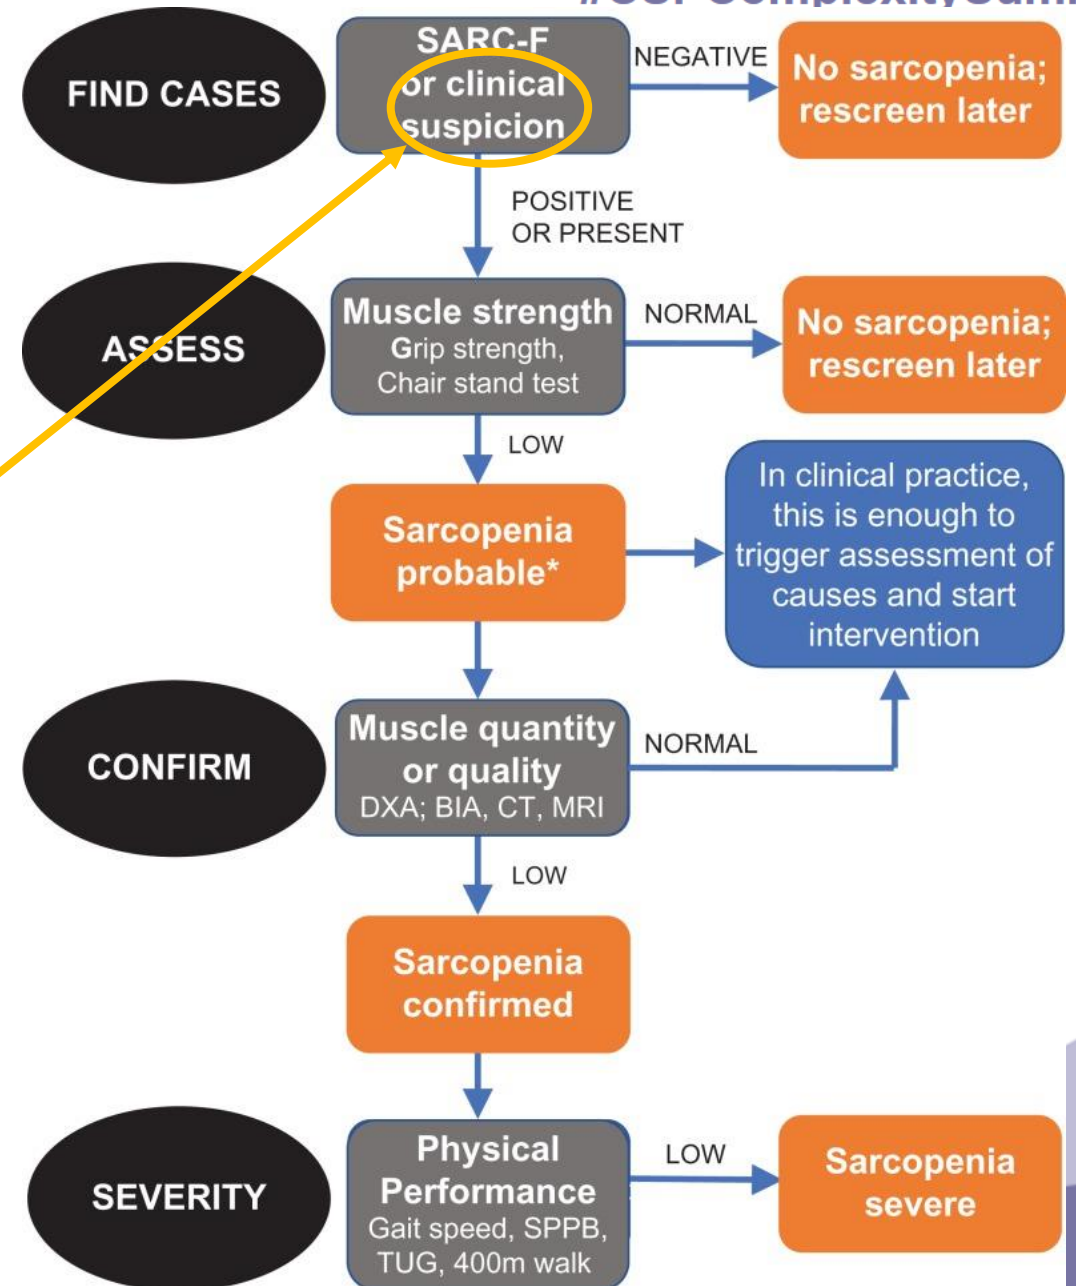 FIND CASES
SARC-F
or clinical
suspicion
NEGATIVE
No sarcopenia;
rescreen later
POSITIVE
OR PRESENT
ASSESS
Muscle strength
Grip strength,
Chair stand test
NORMAL
No sarcopenia;
rescreen later
LOW
Sarcopenia
probable*
In clinical practice,
this is enough to
trigger assessment of
causes and start
intervention
CONFIRM
Muscle quantity
or quality
DXA; BIA, CT, MRI
NORMAL
LOW
Sarcopenia
confirmed
SEVERITY
Physical
Performance
Gait speed, SPPB,
TUG, 400m walk
LOW
Sarcopenia
severe